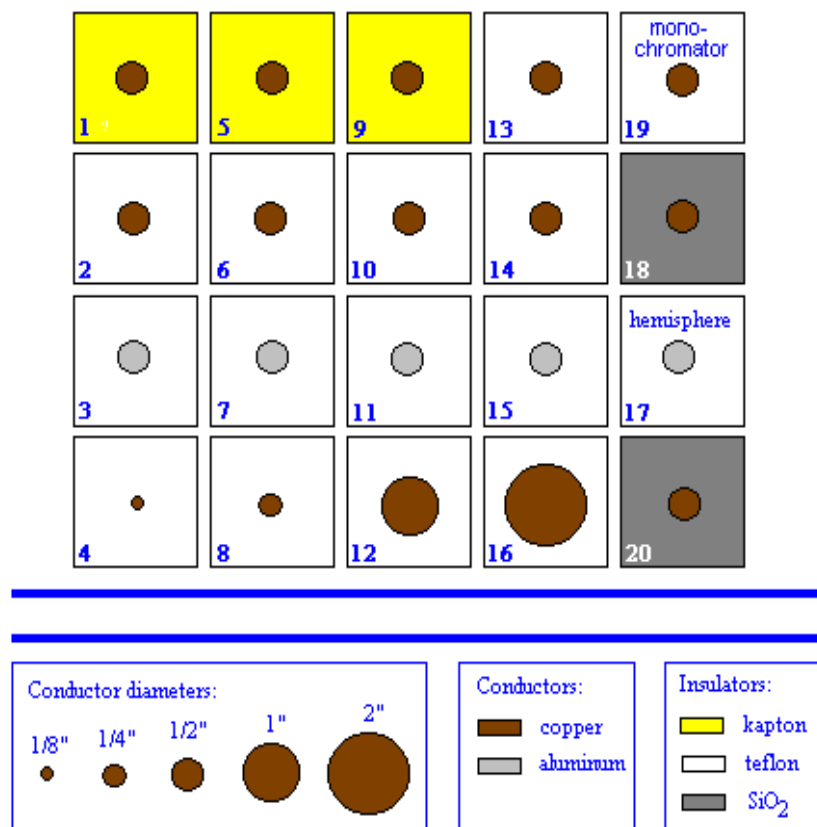 mono-
chromator
1 5 9 13 19
2 6 10 14 18
hemisphere
3 7 11 15 17
4 8 12 16 20
Conductor diameters:
1/8" 1/4" 1/2" 1" 2"
Conductors:
copper
aluminum
Insulators:
kapton
teflon
SiO₂